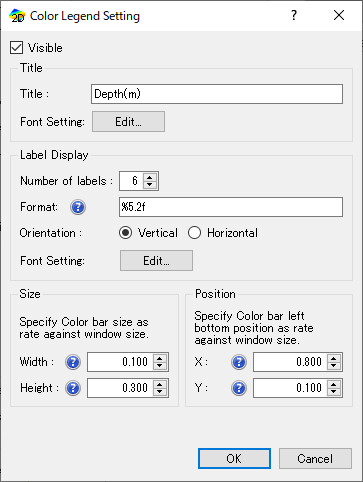 2D Color Legend Setting
Visible
Title
Title : Depth(m)
Font Setting: Edit...
Label Display
Number of labels : 6
Format: %5.2f
Orientation : Vertical Horizontal
Font Setting: Edit...
Size
Specify Color bar size as
rate against window size.
Width : 0.100
Height : 0.300
Position
Specify Color bar left
bottom position as rate
against window size.
X : 0.800
Y : 0.100
OK Cancel